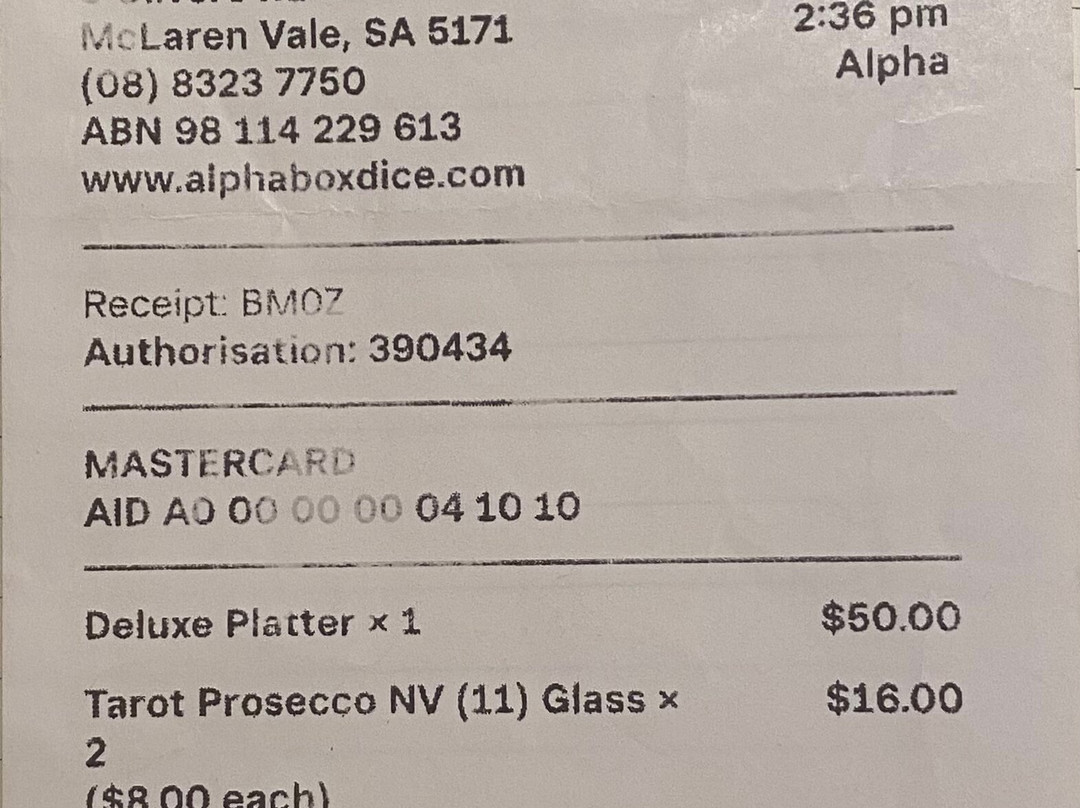 2:36 pm
McLaren Vale, SA 5171
Alpha
(08) 8323 7750
ABN 98 114 229 613
www.alphaboxdice.com
Receipt: BMOZ
Authorisation: 390434
MASTERCARD
AID A0 00 00 00 04 10 10
Deluxe Platter × 1 $50.00
Tarot Prosecco NV (11) Glass × $16.00
2
($8.00 each)